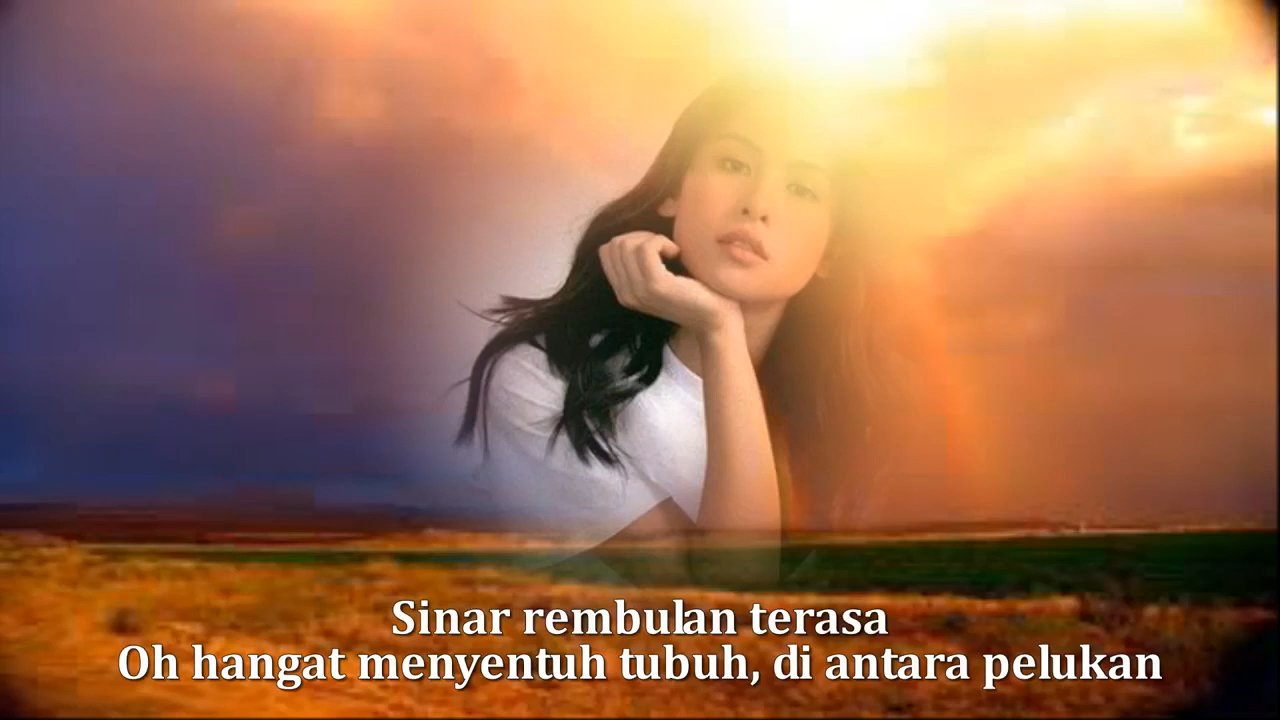 Sinar rembulan terasa
Oh hangat menyentuh tubuh, di antara pelukan